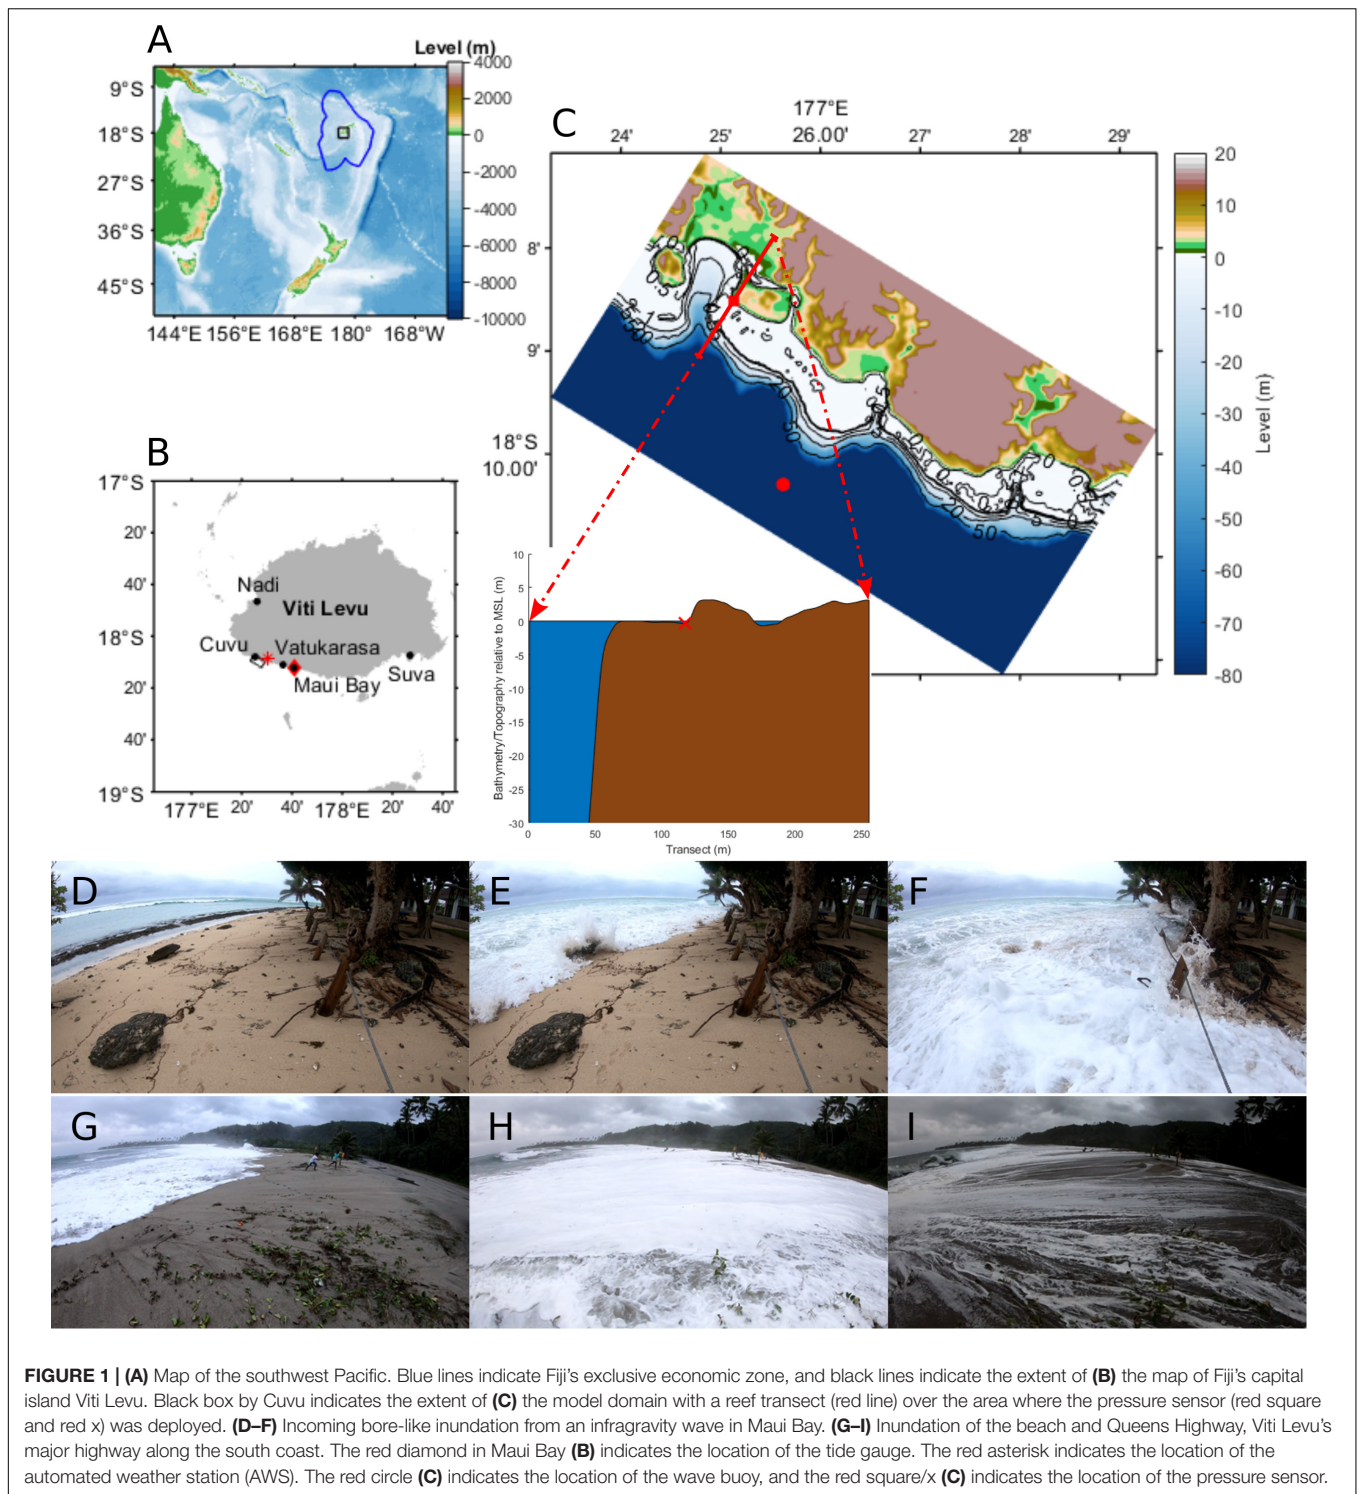 A
Level (m)
4000
2000
0
-2000
-4000
-6000
-8000
-10000
9°S
18°S
27°S
36°S
45°S
144°E 156°E 168°E 180° 168°W
B
17°S
20'
40'
18°S
20'
40'
19°S
177°E 20' 40' 178°E 20' 40'
Nadi
Viti Levu
Cuvu
Vatukarasa
Maui Bay
Suva
C
177°E
24' 25' 26.00' 27' 28' 29'
8'
9'
18°S
10.00'
20
10
0
-10
-20
-30
-40
-50
-60
-70
-80
Level (m)
-20 -50
Bathymetry/Topography relative to MSL (m)
10
5
0
-5
-10
-15
-20
-25
-30
0 50 100 150 200 250
Transect (m)
D
E
F
G
H
I
FIGURE 1 | (A) Map of the southwest Pacific. Blue lines indicate Fiji's exclusive economic zone, and black lines indicate the extent of (B) the map of Fiji's capital
island Viti Levu. Black box by Cuvu indicates the extent of (C) the model domain with a reef transect (red line) over the area where the pressure sensor (red square
and red x) was deployed. (D–F) Incoming bore-like inundation from an infragravity wave in Maui Bay. (G–I) Inundation of the beach and Queens Highway, Viti Levu's
major highway along the south coast. The red diamond in Maui Bay (B) indicates the location of the tide gauge. The red asterisk indicates the location of the
automated weather station (AWS). The red circle (C) indicates the location of the wave buoy, and the red square/x (C) indicates the location of the pressure sensor.